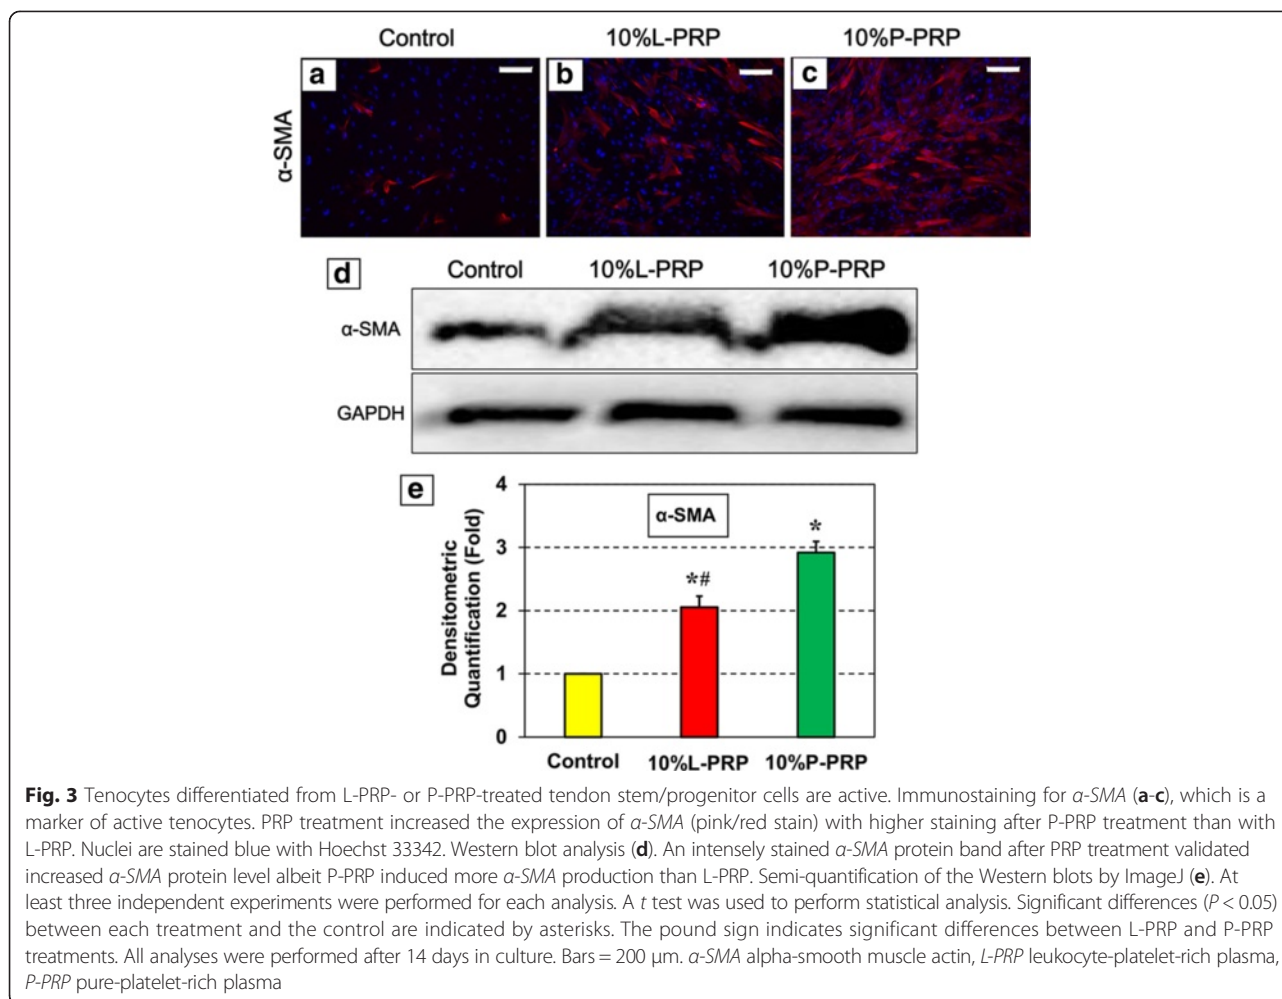 Control 10%L-PRP 10%P-PRP
a b c
α-SMA
d
Control 10%L-PRP 10%P-PRP
α-SMA
GAPDH
e
4
α-SMA
*
3
*#
2
1
0
Densitometric
Quantification (Fold)
Control 10%L-PRP 10%P-PRP
Fig. 3 Tenocytes differentiated from L-PRP- or P-PRP-treated tendon stem/progenitor cells are active. Immunostaining for α-SMA (a-c), which is a
marker of active tenocytes. PRP treatment increased the expression of α-SMA (pink/red stain) with higher staining after P-PRP treatment than with
L-PRP. Nuclei are stained blue with Hoechst 33342. Western blot analysis (d). An intensely stained α-SMA protein band after PRP treatment validated
increased α-SMA protein level albeit P-PRP induced more α-SMA production than L-PRP. Semi-quantification of the Western blots by ImageJ (e). At
least three independent experiments were performed for each analysis. A t test was used to perform statistical analysis. Significant differences (P < 0.05)
between each treatment and the control are indicated by asterisks. The pound sign indicates significant differences between L-PRP and P-PRP
treatments. All analyses were performed after 14 days in culture. Bars = 200 μm. α-SMA alpha-smooth muscle actin, L-PRP leukocyte-platelet-rich plasma,
P-PRP pure-platelet-rich plasma